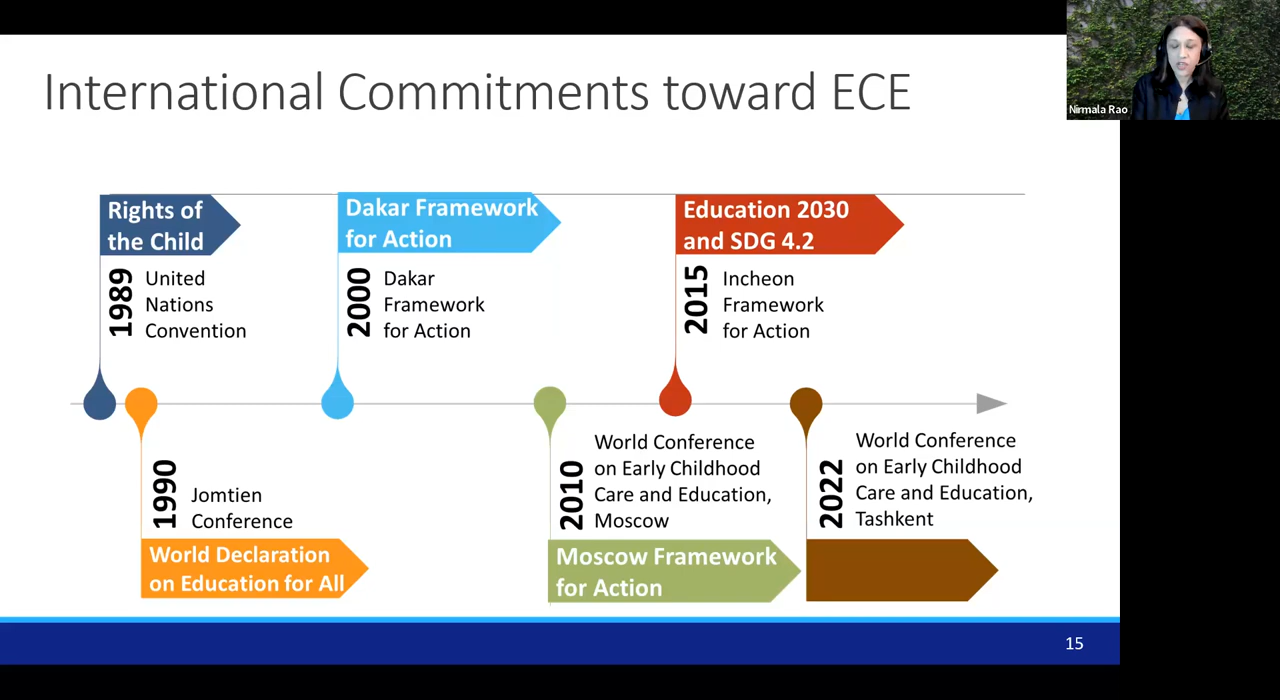 International Commitments toward ECE
Nirmala Rao
Rights of
the Child
1989
United
Nations
Convention
Dakar Framework
for Action
2000
Dakar
Framework
for Action
Education 2030
and SDG 4.2
2015
Incheon
Framework
for Action
1990
Jomtien
Conference
World Declaration
on Education for All
2010
World Conference
on Early Childhood
Care and Education,
Moscow
Moscow Framework
for Action
2022
World Conference
on Early Childhood
Care and Education,
Tashkent
15